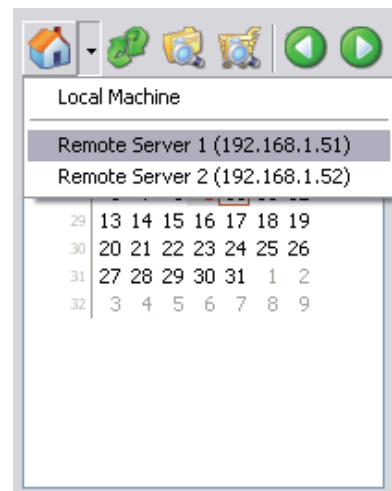 Local Machine
Remote Server 1 (192.168.1.51)
Remote Server 2 (192.168.1.52)
29 13 14 15 16 17 18 19
30 20 21 22 23 24 25 26
31 27 28 29 30 31 1 2
32 3 4 5 6 7 8 9